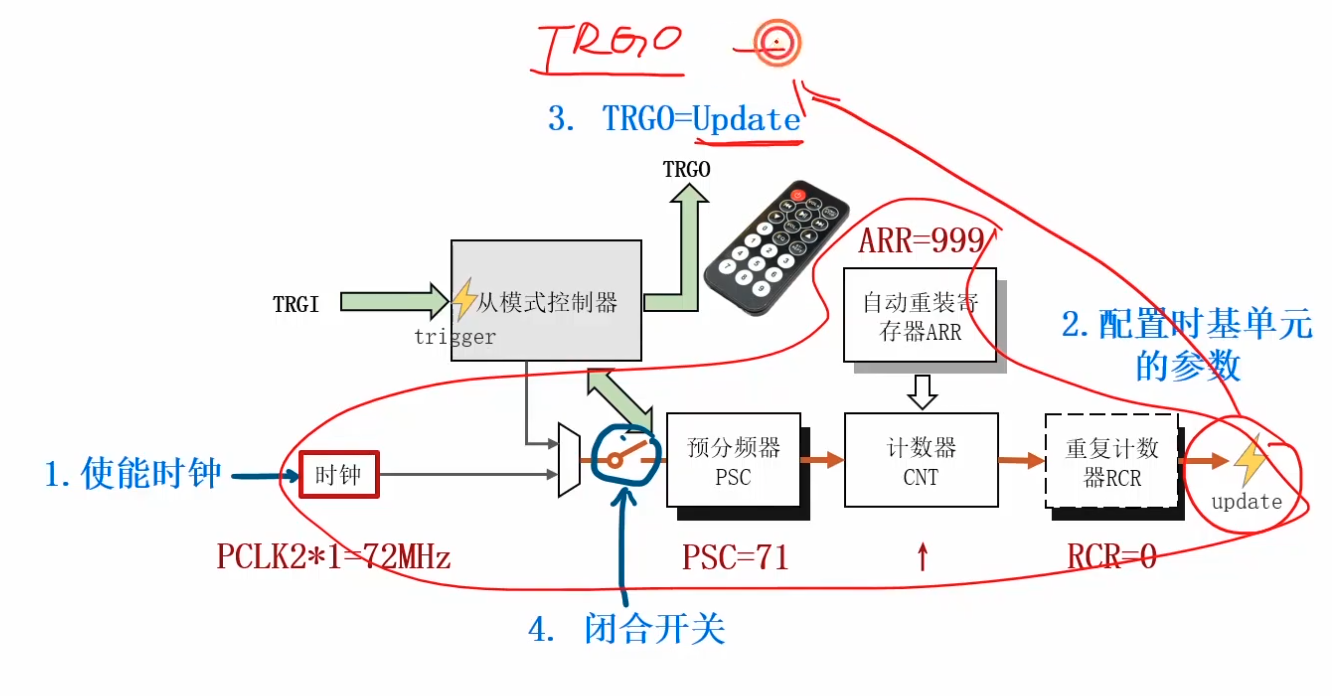 TRGO
3. TRGO=Update
TRGO
ARR=999
TRGI
从模式控制器
trigger
自动重装寄
存器ARR
2.配置时基单元
的参数
1.使能时钟
时钟
预分频器
PSC
计数器
CNT
重复计数
器RCR
update
PCLK2*1=72MHz
PSC=71
↑
RCR=0
4. 闭合开关